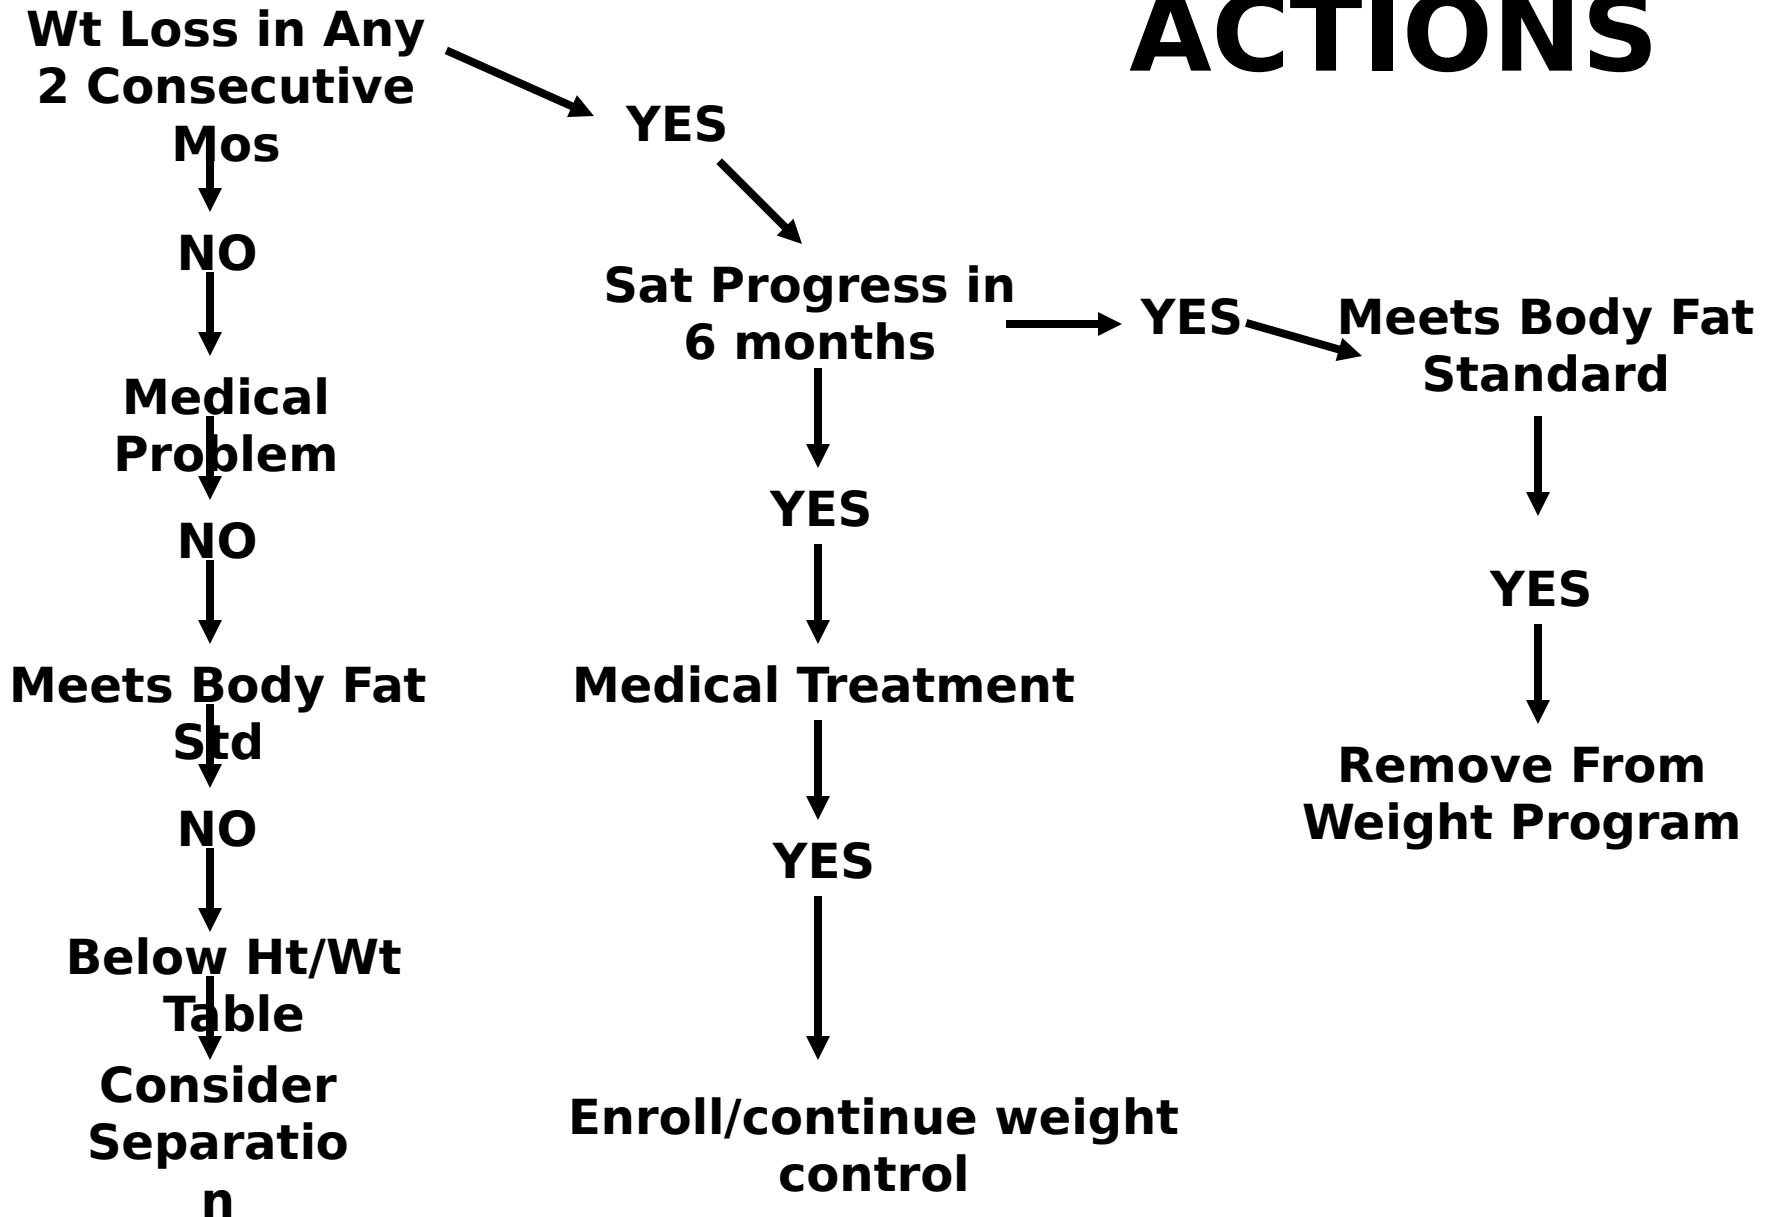 ACTIONS
Wt Loss in Any
2 Consecutive
Mos
YES
NO
Sat Progress in
6 months
YES
Meets Body Fat
Standard
Medical
Problem
YES
NO
YES
Meets Body Fat
Std
Medical Treatment
Remove From
Weight Program
NO
YES
Below Ht/Wt
Table
Consider
Separatio
n
Enroll/continue weight
control